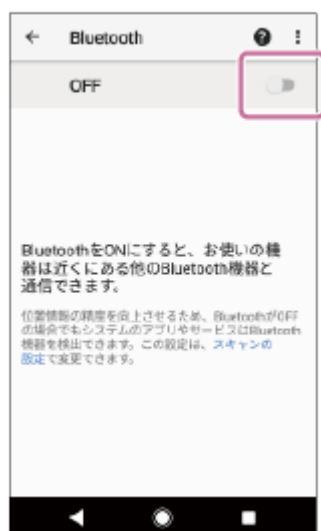 Bluetooth
OFF
BluetoothをONにすると、お使いの機
器は近くにある他のBluetooth機器と
通信できます。
位置情報の精度を向上させるため、BluetoothがOFF
の場合でもシステムのアプリやサービスはBluetooth
機器を検出できます。この設定は、スキャンの
設定で変更できます。